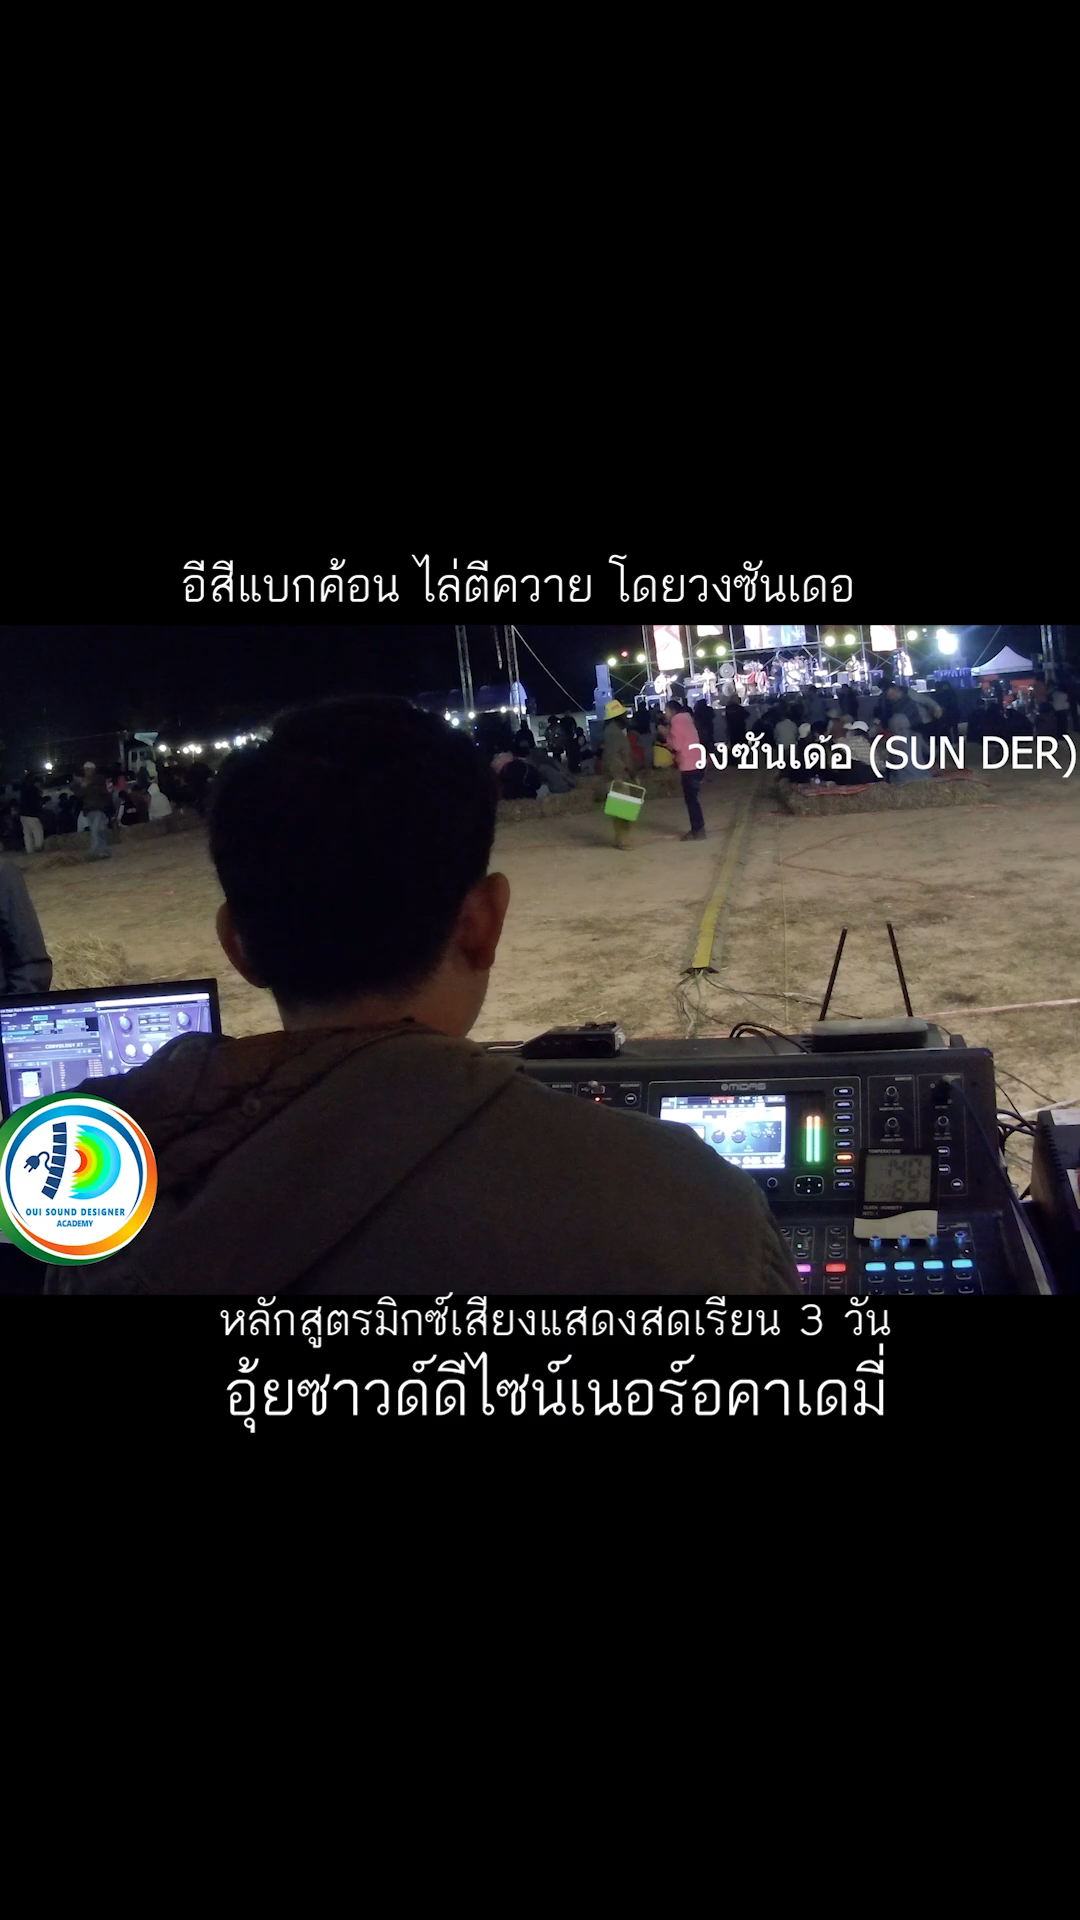 อีสีแบกค้อน ไล่ตีควาย โดยวงซันเดอ
วงซันเด้อ (SUN DER)
CONVOLOGY XT
MIDAS
TEMPERATURE
OUI SOUND DESIGNER
ACADEMY
หลักสูตรมิกซ์เสียงแสดงสดเรียน 3 วัน
อุ้ยซาวด์ดีไซน์เนอร์อคาเดมี่